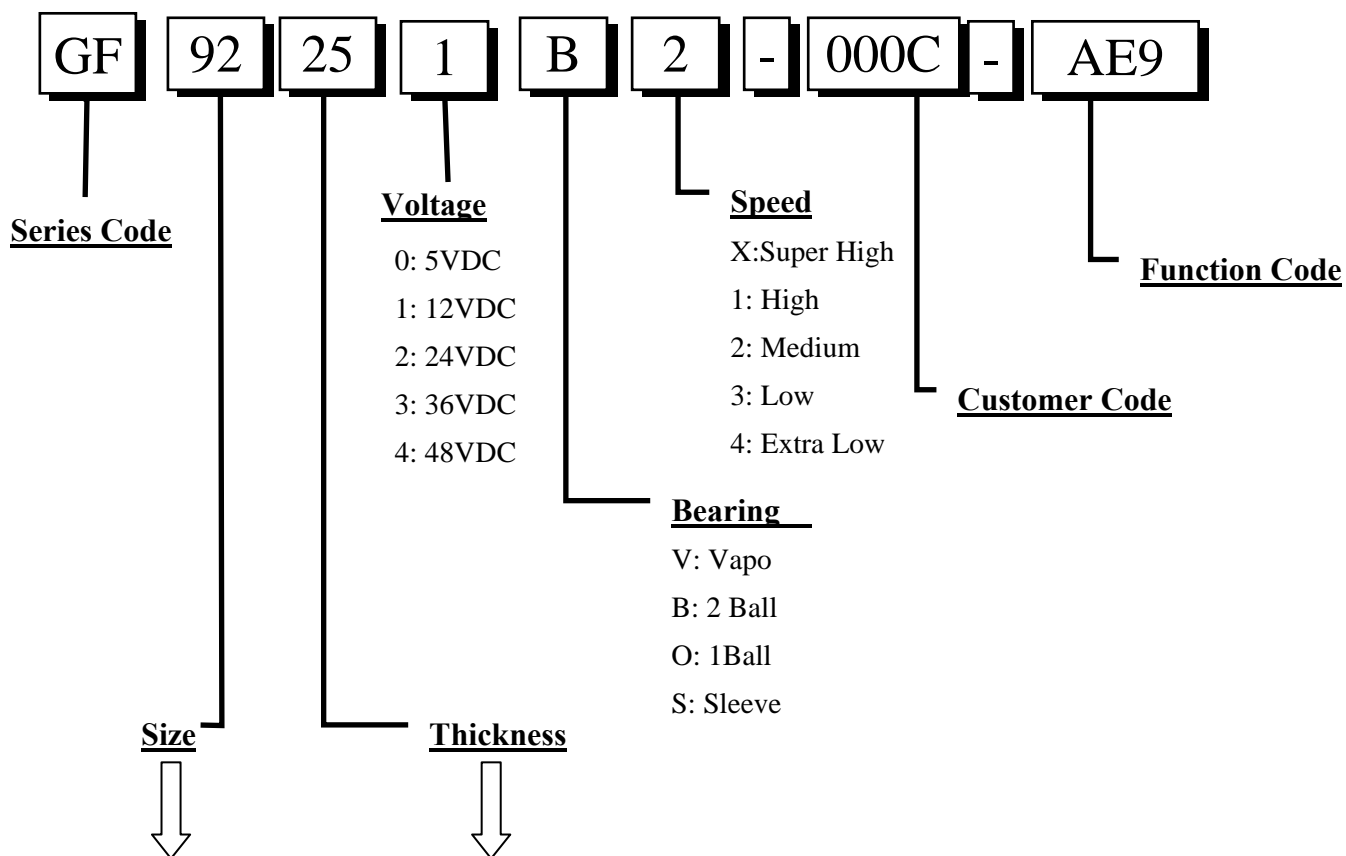 GF 92 25 1 B 2 - 000C - AE9
Series Code
Voltage
0: 5VDC
1: 12VDC
2: 24VDC
3: 36VDC
4: 48VDC
Speed
X:Super High
1: High
2: Medium
3: Low
4: Extra Low
Function Code
Customer Code
Bearing
V: Vapo
B: 2 Ball
O: 1Ball
S: Sleeve
Size
Thickness